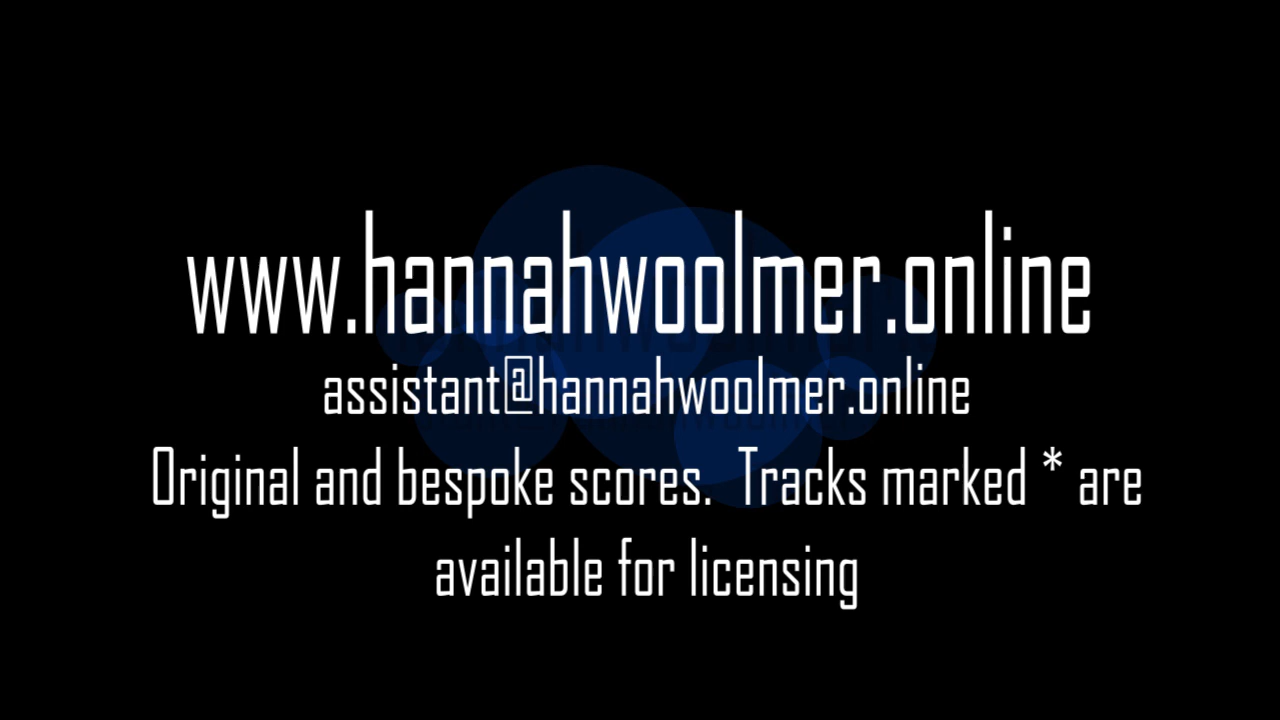 www.hannahwoolmer.online
assistant@hannahwoolmer.online
Original and bespoke scores.  Tracks marked * are
available for licensing